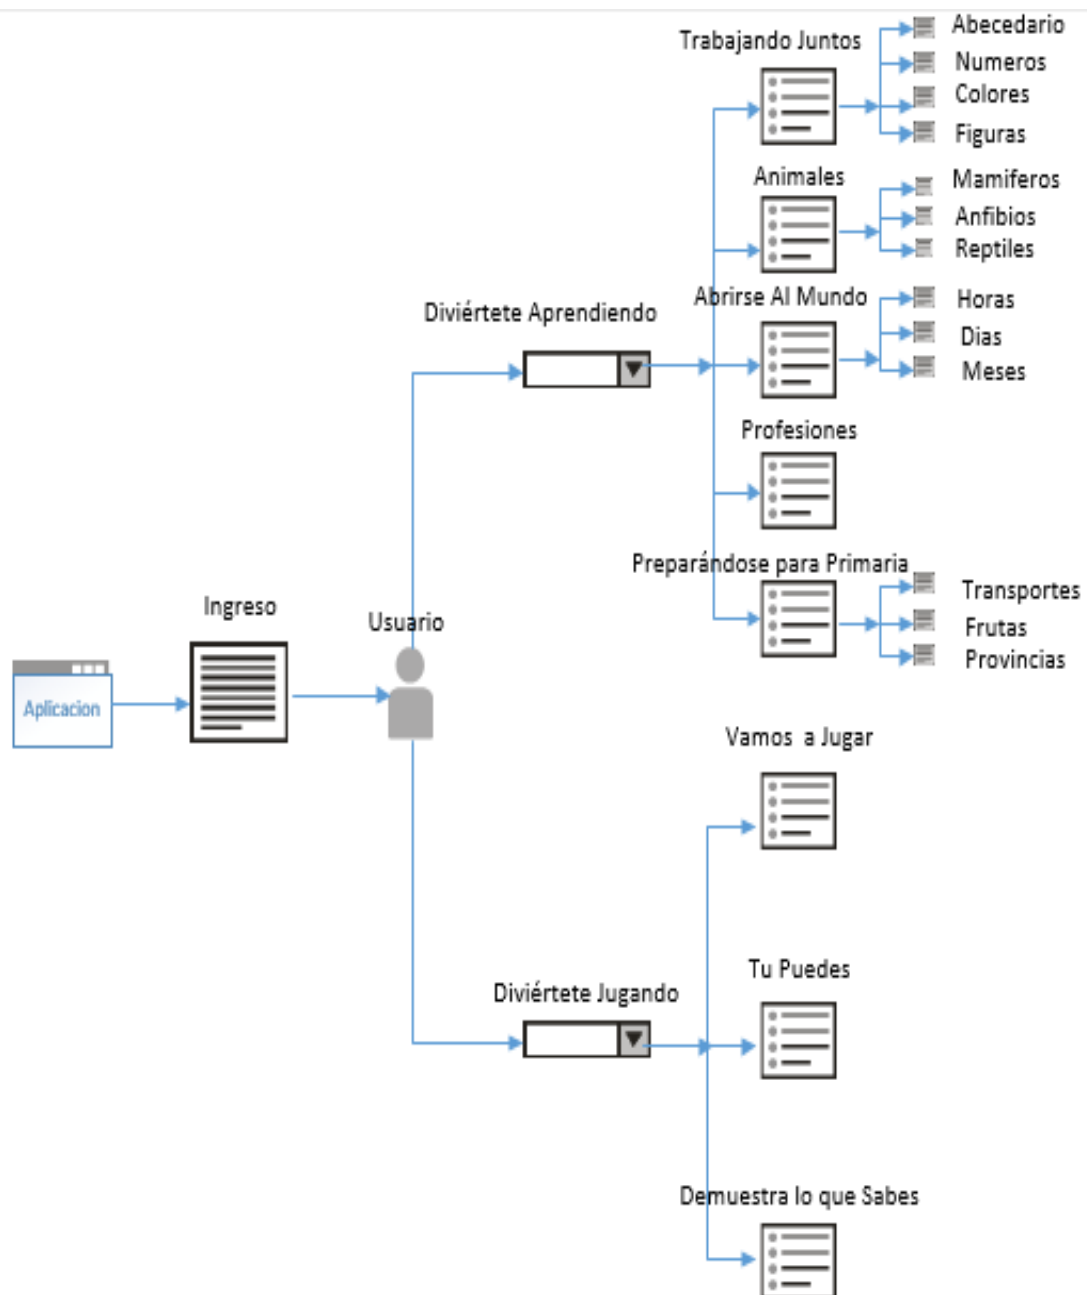 Trabajando Juntos
Abecedario
Numeros
Colores
Figuras
Animales
Mamiferos
Anfibios
Reptiles
Diviértete Aprendiendo
Abrirse Al Mundo
Horas
Dias
Meses
Profesiones
Preparándose para Primaria
Transportes
Frutas
Provincias
Ingreso
Usuario
Aplicacion
Vamos a Jugar
Diviértete Jugando
Tu Puedes
Demuestra lo que Sabes